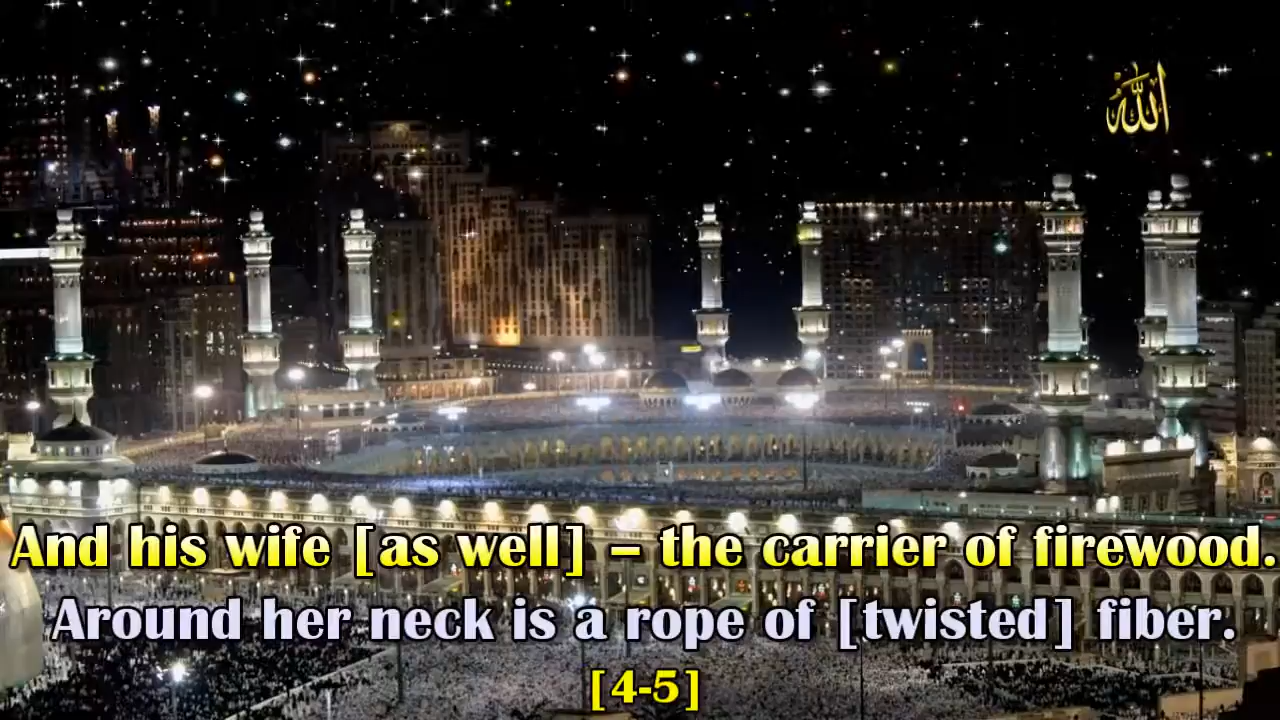 الله
And his wife [as well] – the carrier of firewood.
Around her neck is a rope of [twisted] fiber.
[4-5]